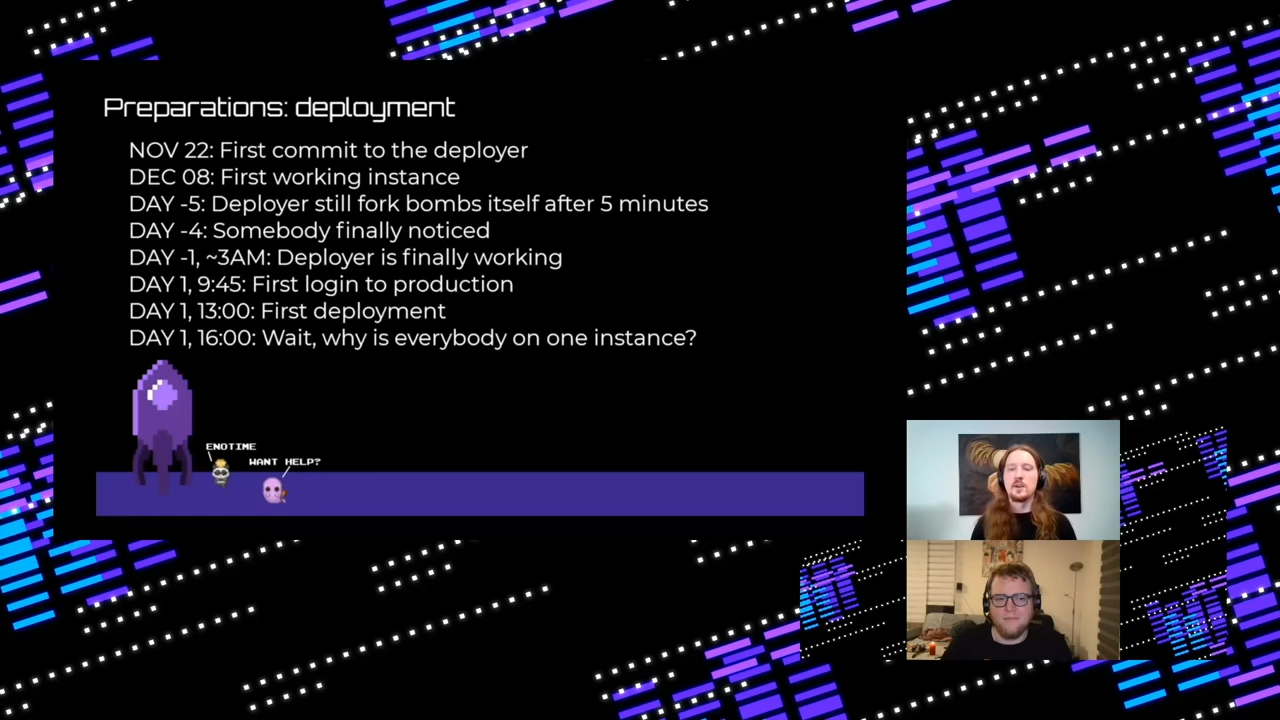 Preparations: deployment
NOV 22: First commit to the deployer
DEC 08: First working instance
DAY -5: Deployer still fork bombs itself after 5 minutes
DAY -4: Somebody finally noticed
DAY -1, ~3AM: Deployer is finally working
DAY 1, 9:45: First login to production
DAY 1, 13:00: First deployment
DAY 1, 16:00: Wait, why is everybody on one instance?
ENOTIME
WANT HELP?